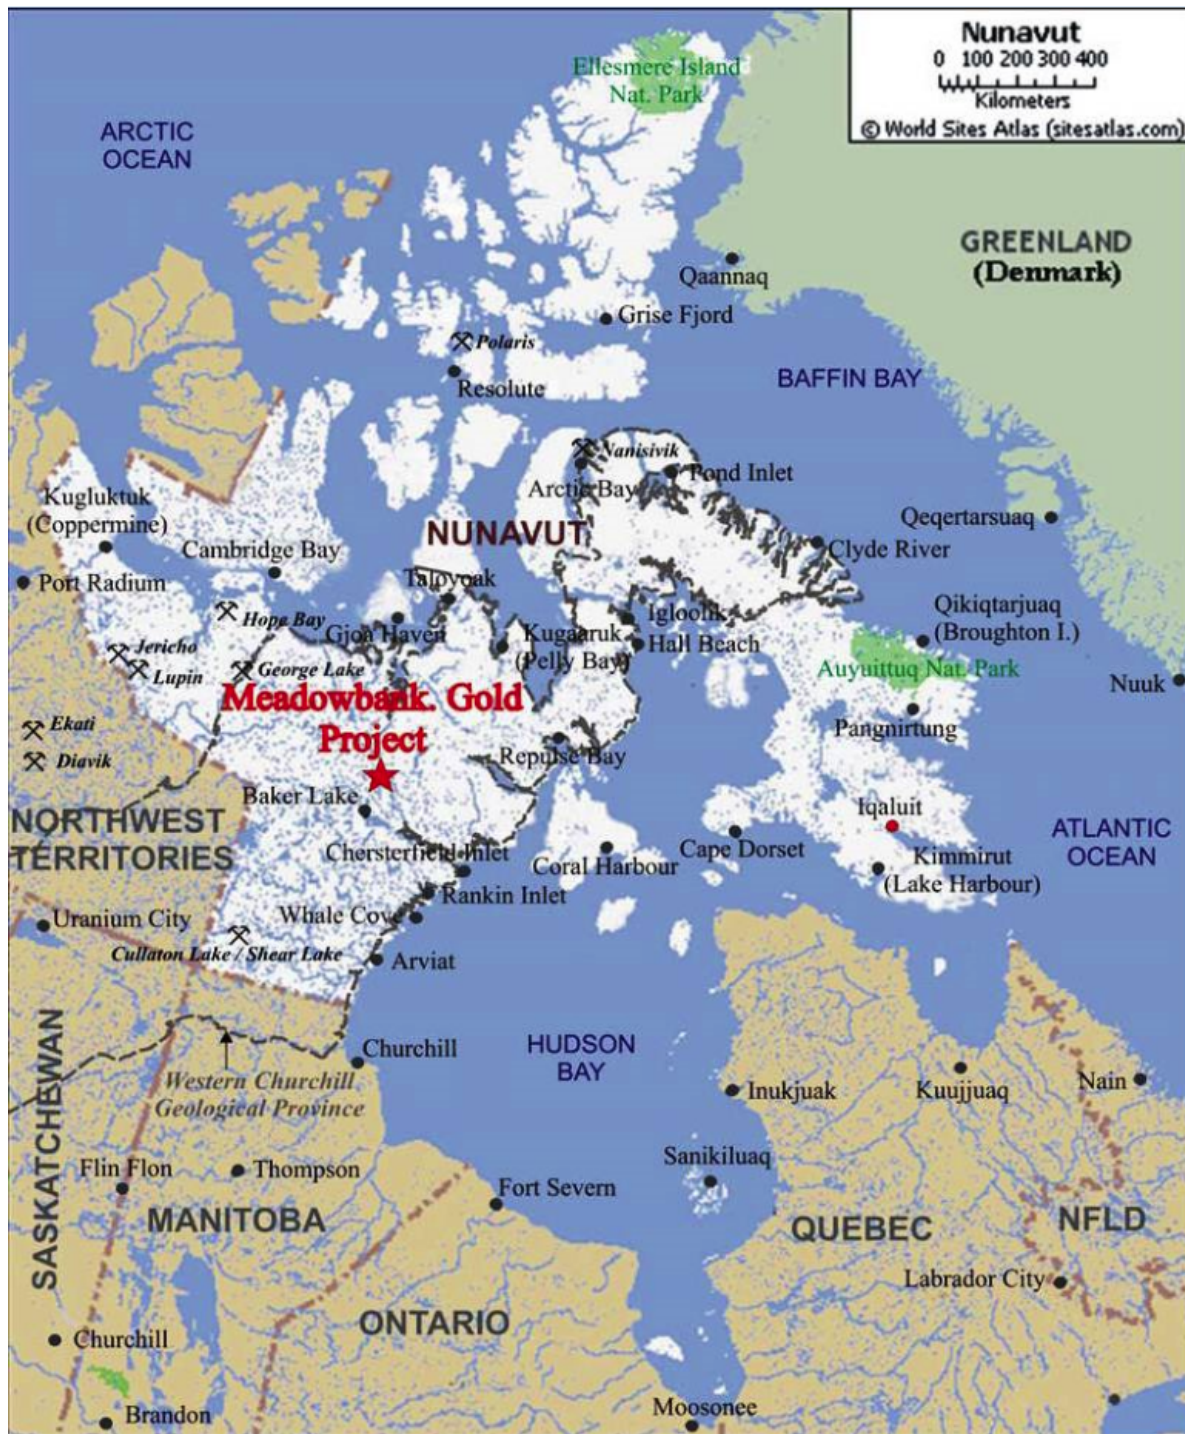 Nunavut
0 100 200 300 400
Kilometers
© World Sites Atlas (sitesatlas.com)
Ellesmere Island
Nat. Park
ARCTIC
OCEAN
GREENLAND
(Denmark)
Qaannaq
Grise Fjord
Polaris
Resolute
BAFFIN BAY
Nanisivik
Pond Inlet
Arctic Bay
Kugluktuk
(Coppermine)
NUNAVUT
Qeqertarsuaq
Cambridge Bay
Clyde River
Port Radium
Taloyoak
Hope Bay
Gjoa Haven
Igloolik
Qikiqtarjuaq
(Broughton I.)
Kugaaruk
(Pelly Bay)
Hall Beach
Jericho
Lupin
George Lake
Auyuittuq Nat. Park
Nuuk
Meadowbank. Gold
Project
Ekati
Diavik
Pangnirtung
Repulse Bay
Baker Lake
Iqaluit
NORTHWEST
TERRITORIES
ATLANTIC
OCEAN
Chersterfield Inlet
Coral Harbour
Cape Dorset
Kimmirut
(Lake Harbour)
Rankin Inlet
Uranium City
Whale Cove
Cullaton Lake / Shear Lake
Arviat
HUDSON
BAY
Churchill
SASKATCHEWAN
Western Churchill
Geological Province
Inukjuak
Kuujjuaq
Nain
Sanikiluaq
Flin Flon
Thompson
Fort Severn
MANITOBA
QUEBEC
NFLD
Labrador City
ONTARIO
Churchill
Brandon
Moosonee